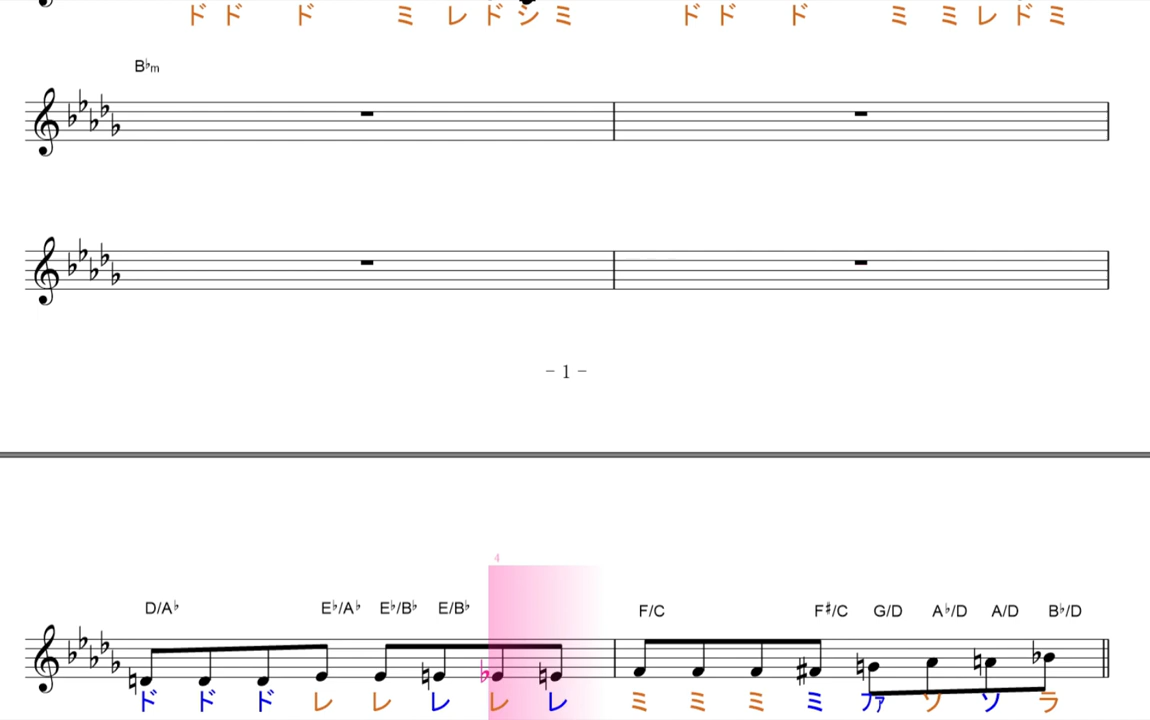 ドド ド ミ レドシミ ドド ド ミ ミレドミ
B♭m
- 1 -
4
D/A♭ E♭/A♭ E♭/B♭ E/B♭ F/C F♯/C G/D A♭/D A/D B♭/D
ド ド ド レ レ レ レ レ ミ ミ ミ ミ ファ ソ ソ ラ